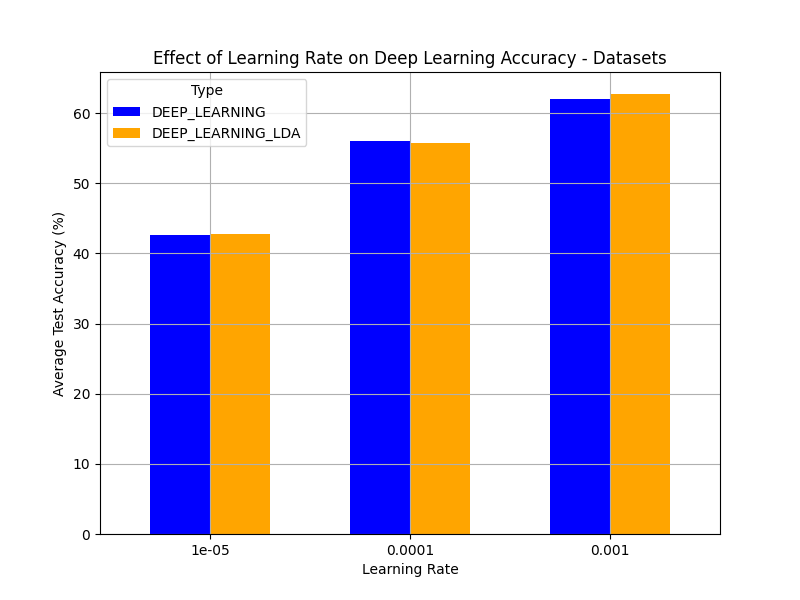 Effect of Learning Rate on Deep Learning Accuracy - Datasets
Type
DEEP_LEARNING
DEEP_LEARNING_LDA
Average Test Accuracy (%)
60
50
40
30
20
10
0
1e-05
0.0001
0.001
Learning Rate